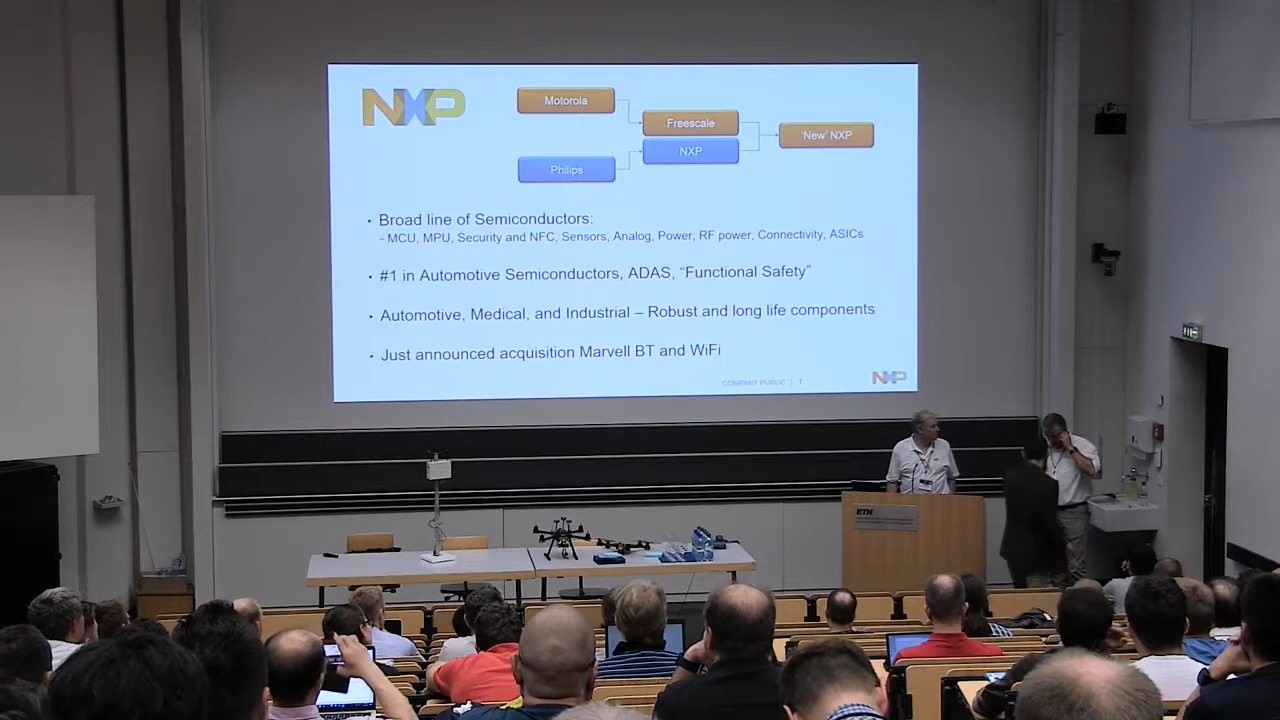 NXP
Motorola
Freescale
'New' NXP
NXP
Philips
• Broad line of Semiconductors:
– MCU, MPU, Security and NFC, Sensors, Analog, Power, RF power, Connectivity, ASICs
• #1 in Automotive Semiconductors, ADAS, “Functional Safety”
• Automotive, Medical, and Industrial – Robust and long life components
• Just announced acquisition Marvell BT and WiFi
COMPANY PUBLIC | 1
NXP
ETH